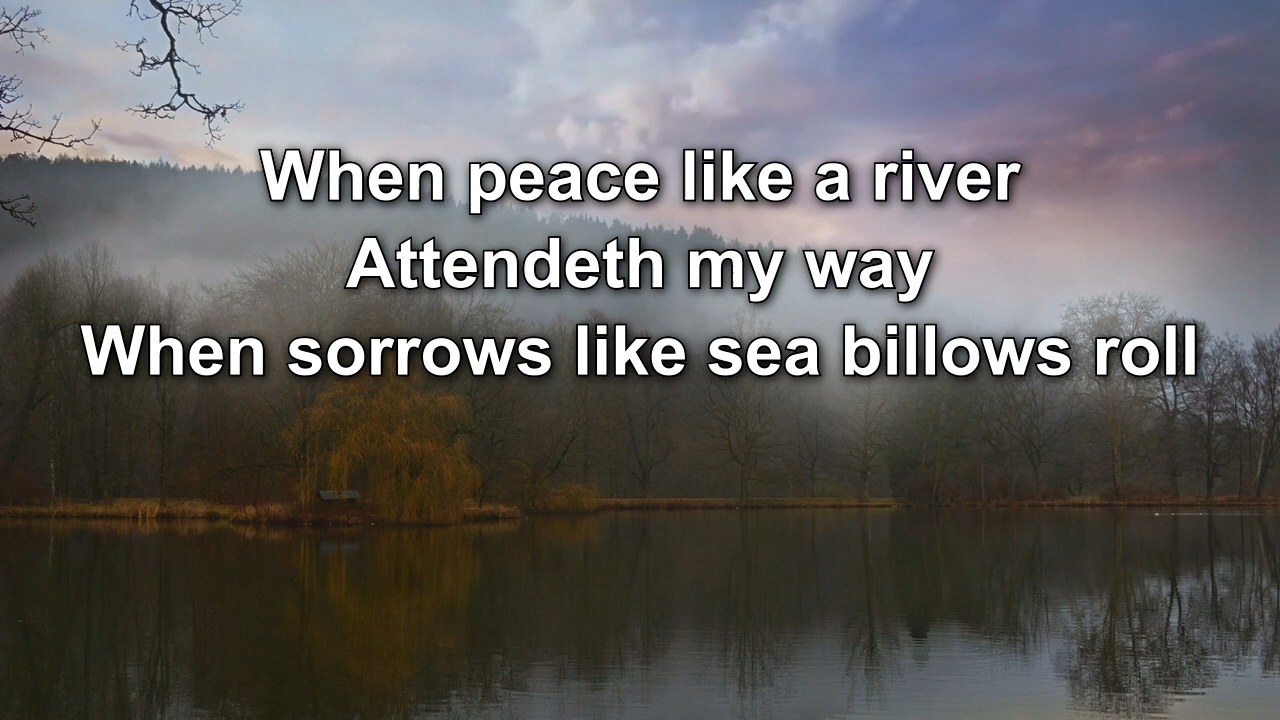 When peace like a river
Attendeth my way
When sorrows like sea billows roll